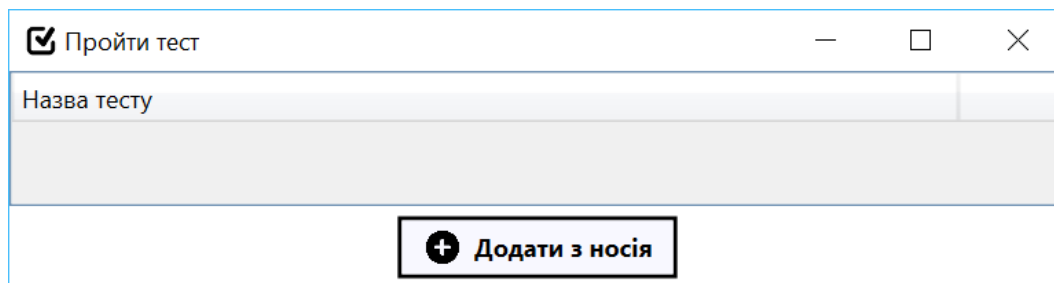 Пройти тест
Назва тесту
Додати з носія